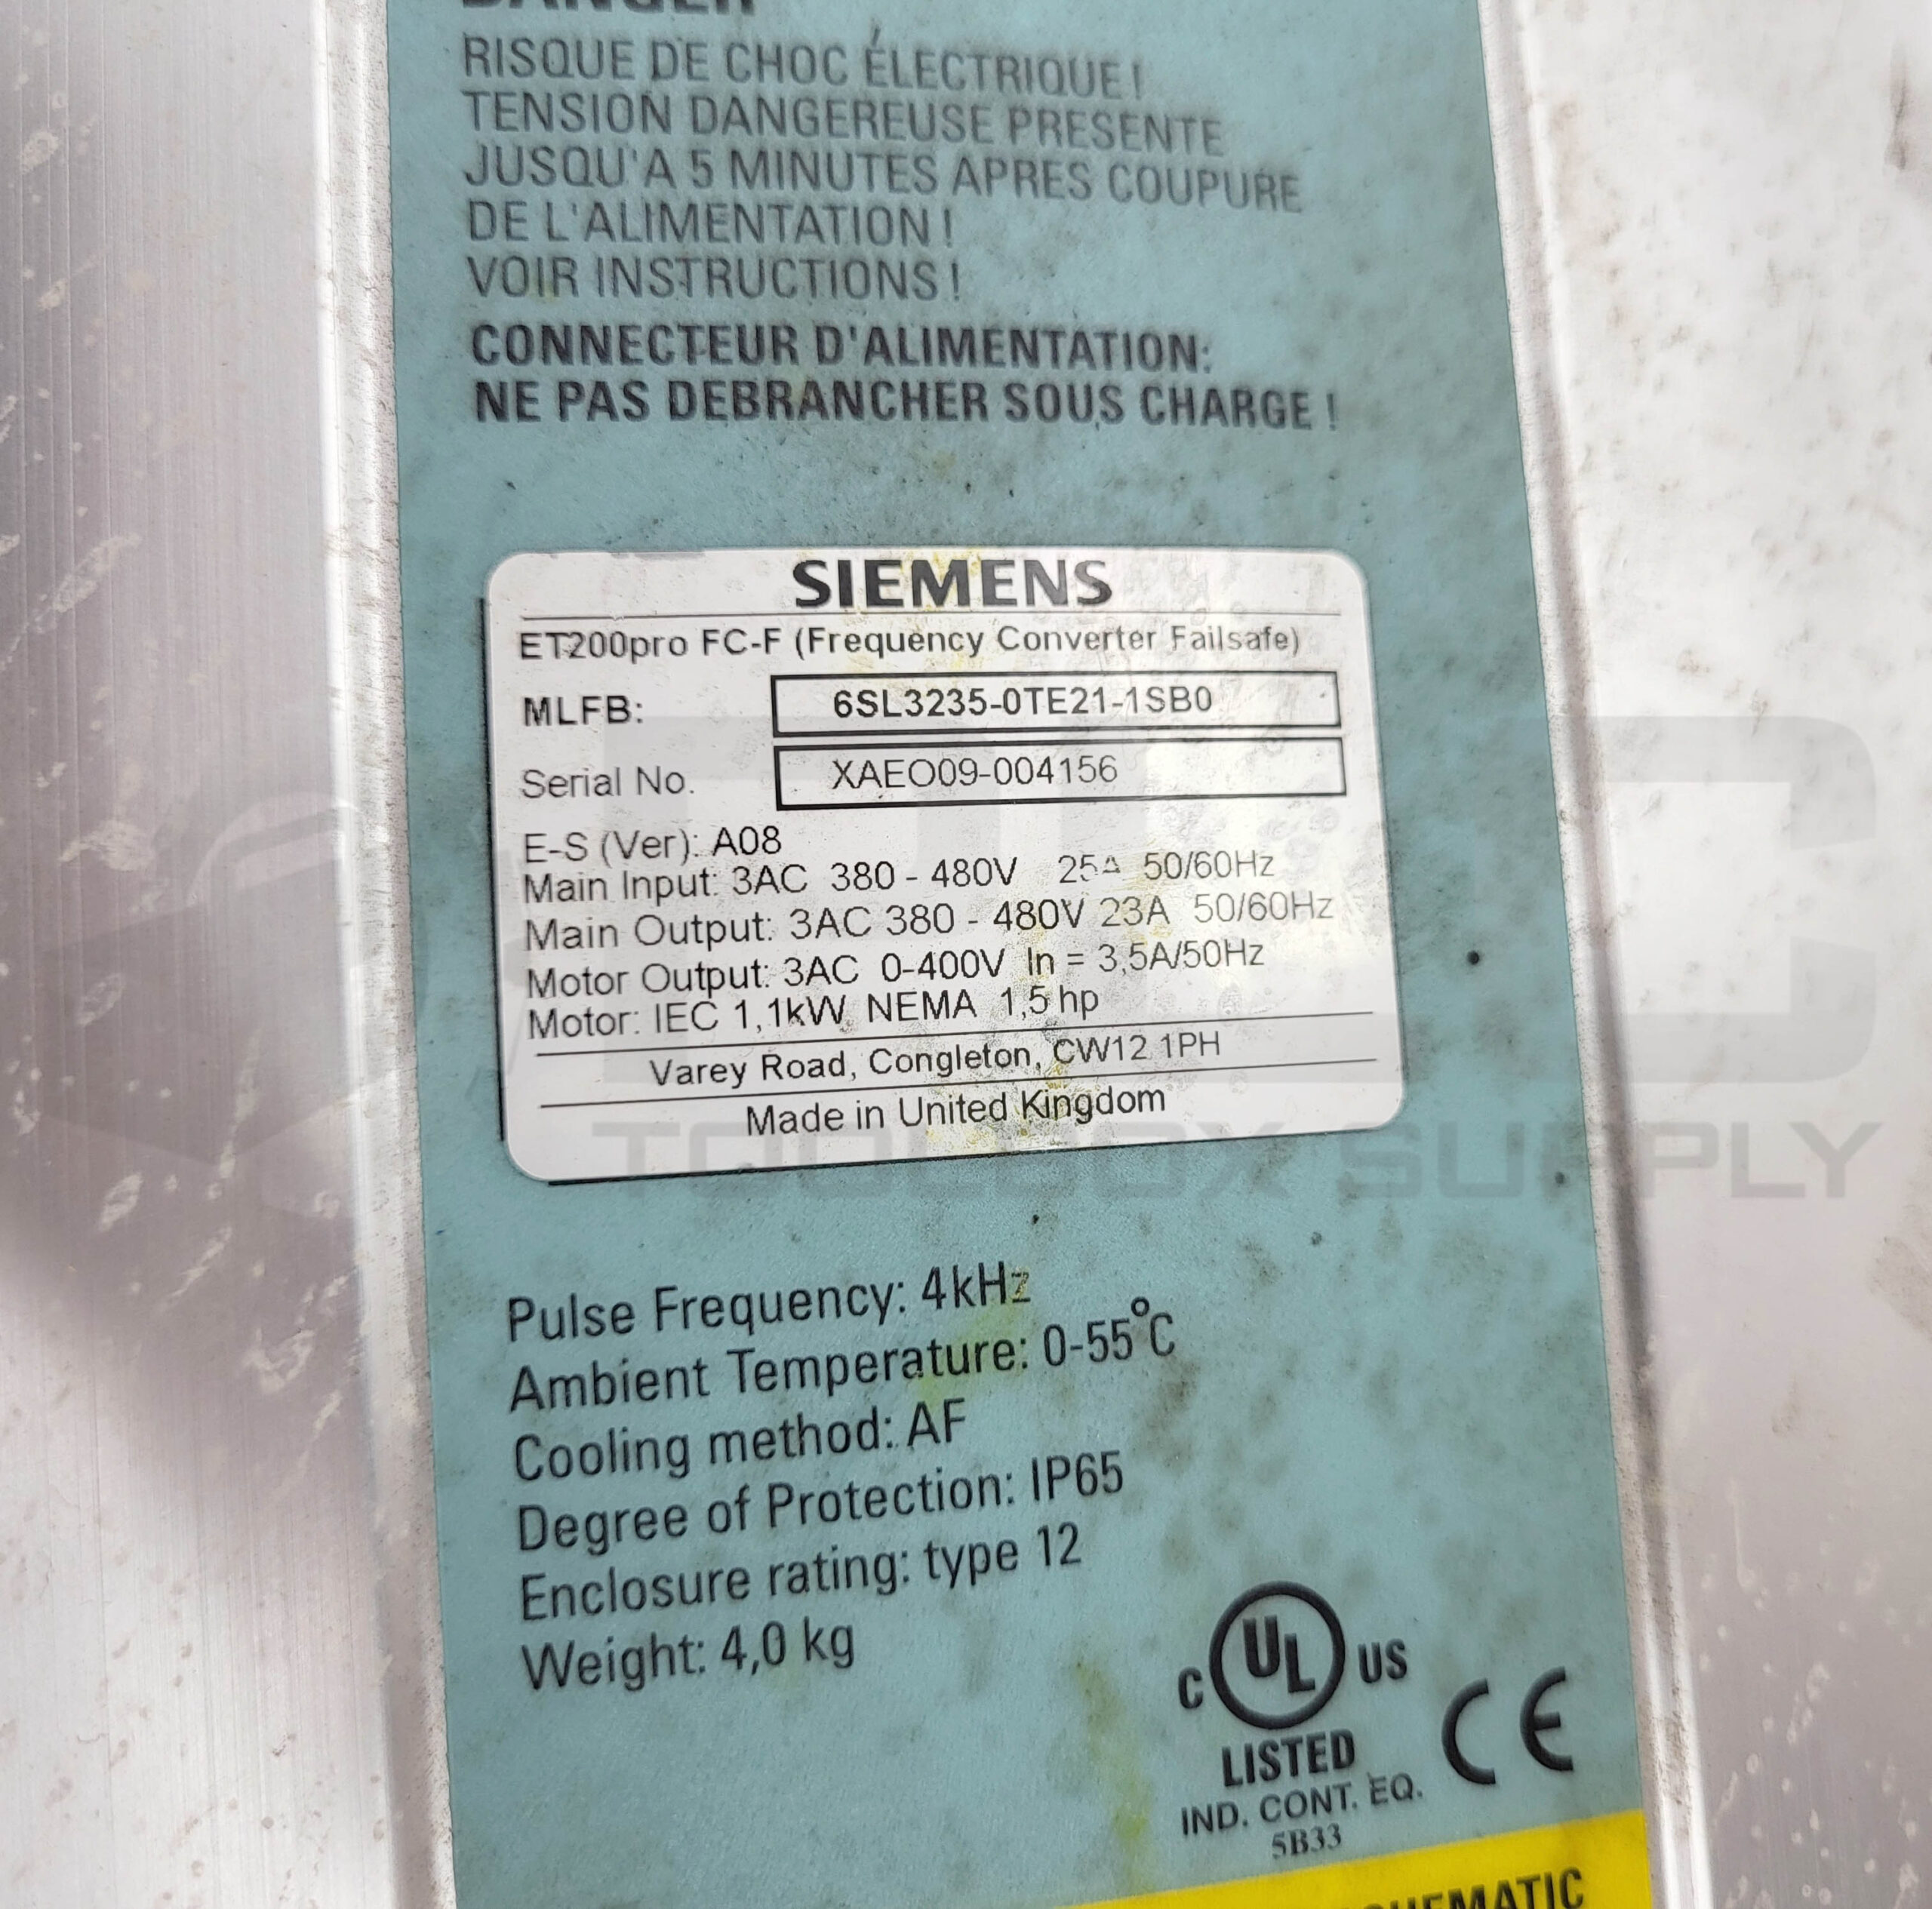 DANGER
RISQUE DE CHOC ÉLECTRIQUE !
TENSION DANGEREUSE PRESENTE
JUSQU'A 5 MINUTES APRES COUPURE
DE L'ALIMENTATION !
VOIR INSTRUCTIONS !
CONNECTEUR D'ALIMENTATION:
NE PAS DEBRANCHER SOUS CHARGE !
SIEMENS
ET200pro FC-F (Frequency Converter Failsafe)
MLFB: 6SL3235-0TE21-1SB0
Serial No. XAEO09-004156
E-S (Ver): A08
Main Input: 3AC 380 - 480V 25A 50/60Hz
Main Output: 3AC 380 - 480V 23A 50/60Hz
Motor Output: 3AC 0-400V In = 3,5A/50Hz
Motor: IEC 1,1kW NEMA 1,5 hp
Varey Road, Congleton, CW12 1PH
Made in United Kingdom
TOOLBOX SUPPLY
Pulse Frequency: 4kHz
Ambient Temperature: 0-55°C
Cooling method: AF
Degree of Protection: IP65
Enclosure rating: type 12
Weight: 4,0 kg
C UL US
LISTED
CE
IND. CONT. EQ.
5B33
SCHEMATIC